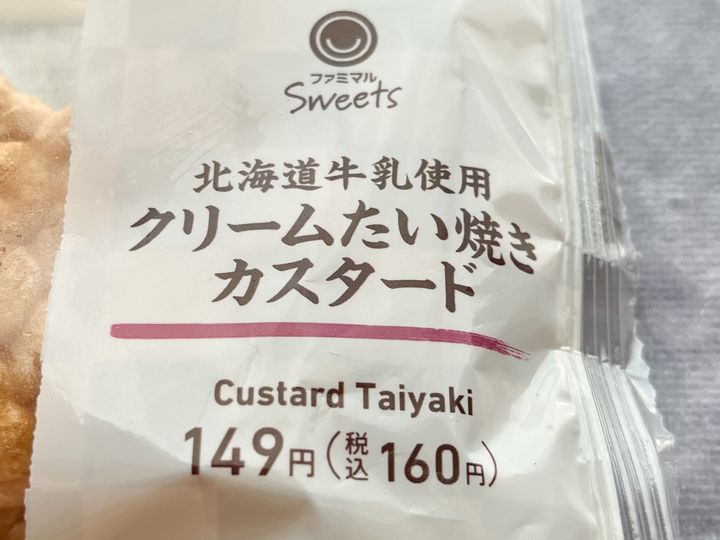 ファミマル
Sweets
北海道牛乳使用
クリームたい焼き
カスタード
Custard Taiyaki
149円(税込160円)